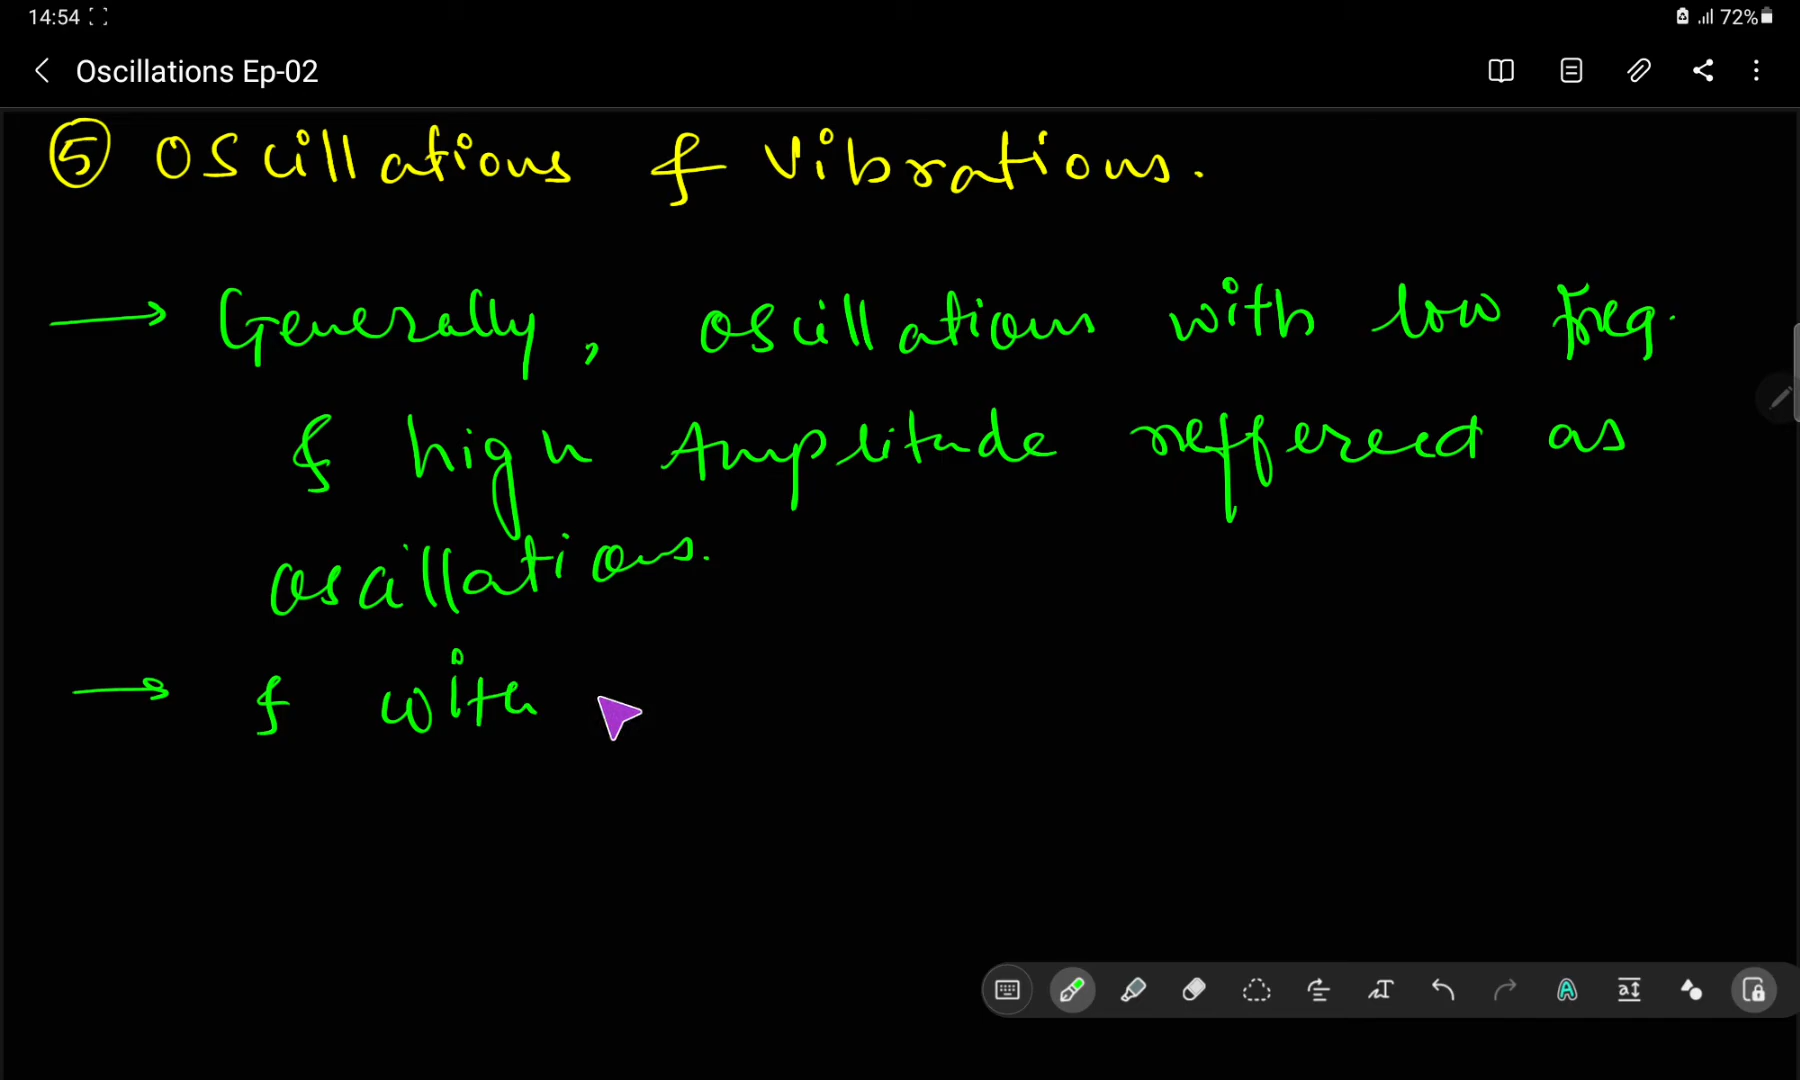 14:54 72%
Oscillations Ep-02
5 Oscillations & Vibrations.
→ Generally, oscillations with low freq.
& high Amplitude reffered as
oscillations.
→ & with